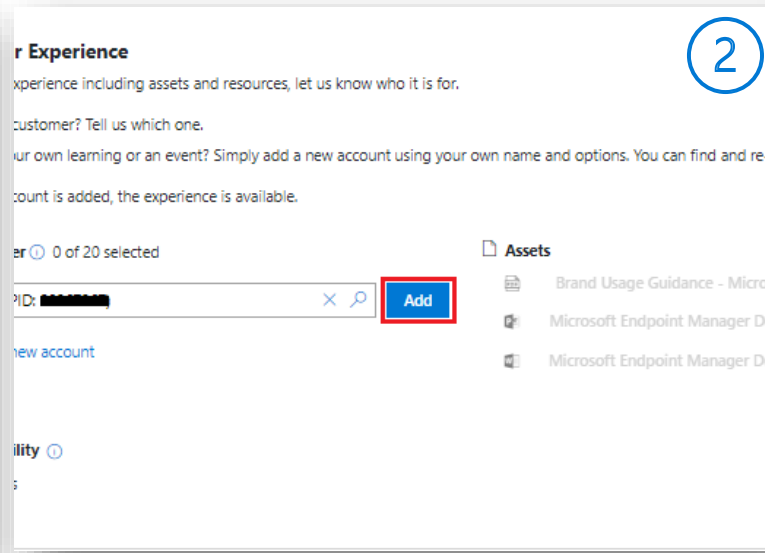 2
r Experience
xperience including assets and resources, let us know who it is for.
customer? Tell us which one.
ur own learning or an event? Simply add a new account using your own name and options. You can find and re
count is added, the experience is available.
er 0 of 20 selected
Assets
PID:
Add
Brand Usage Guidance - Micro
Microsoft Endpoint Manager D
new account
Microsoft Endpoint Manager D
ility
s